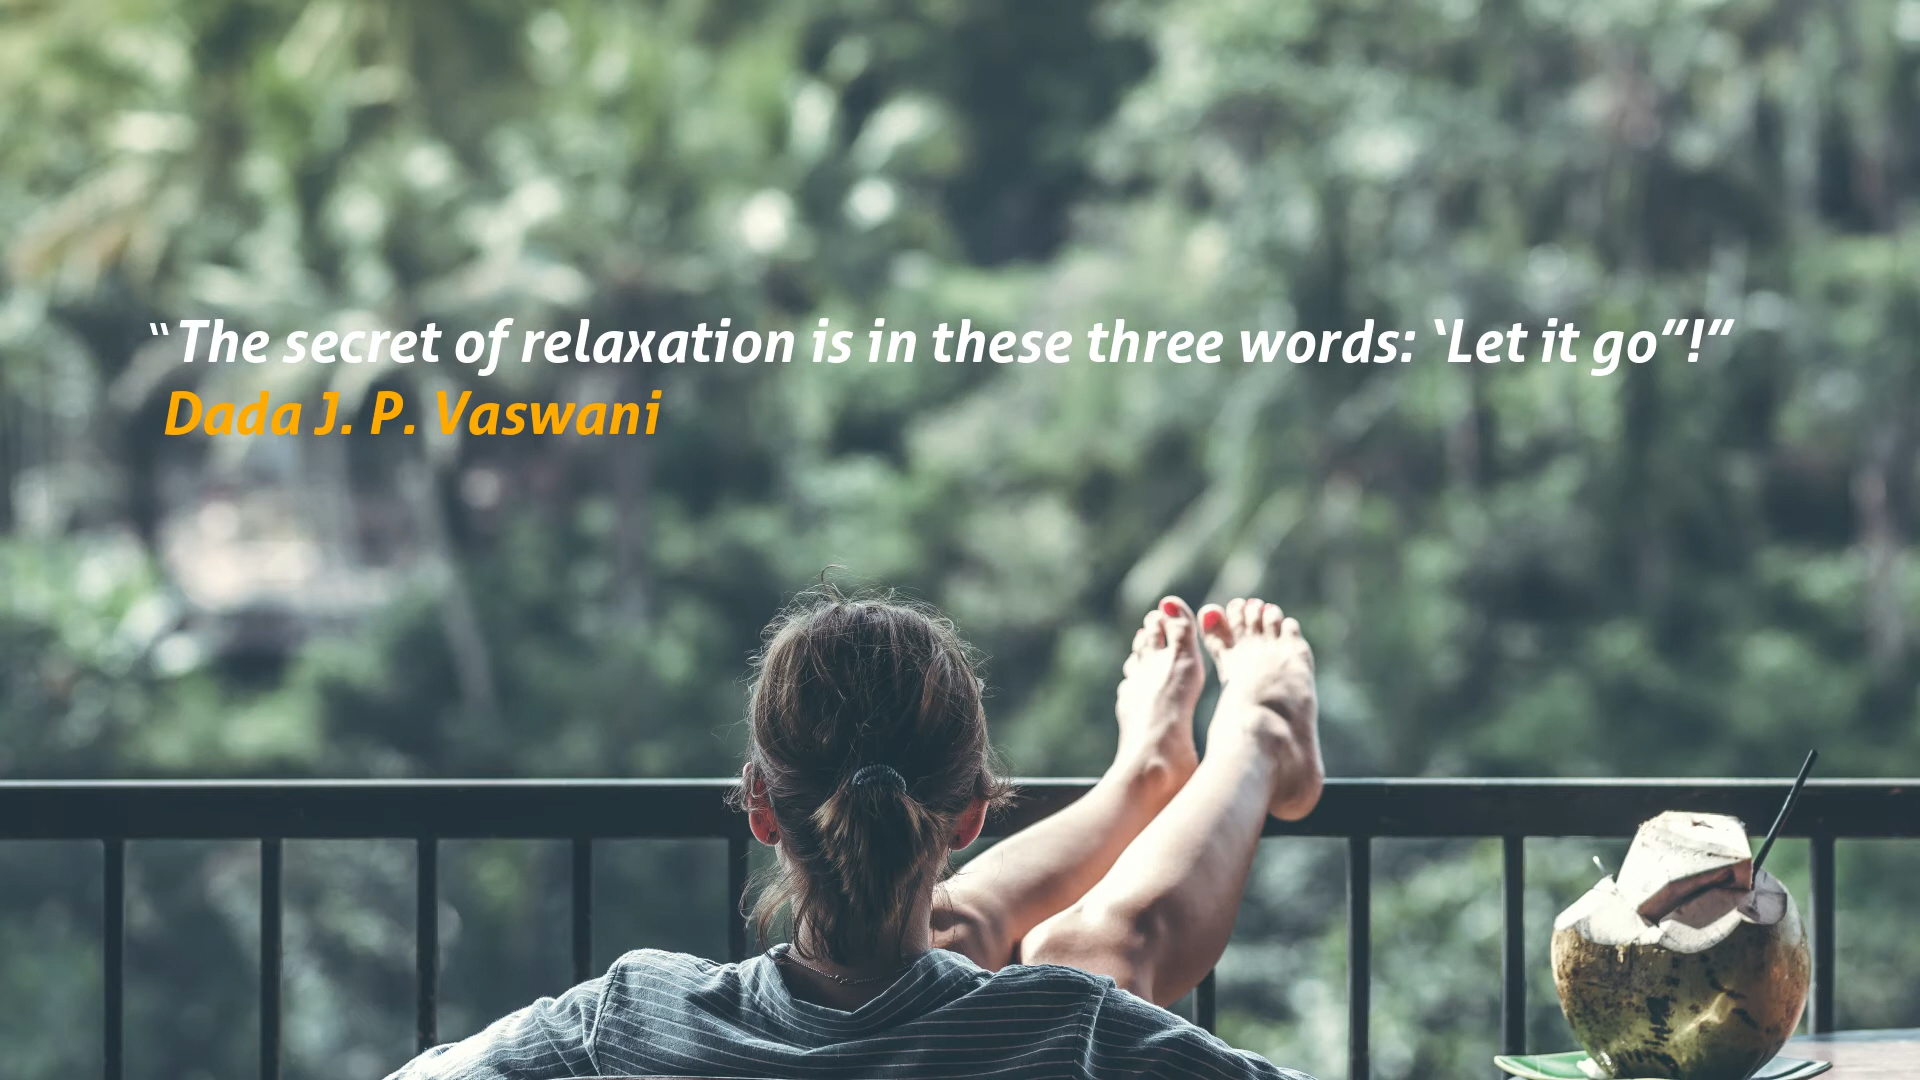 “The secret of relaxation is in these three words: ‘Let it go”!”
Dada J. P. Vaswani